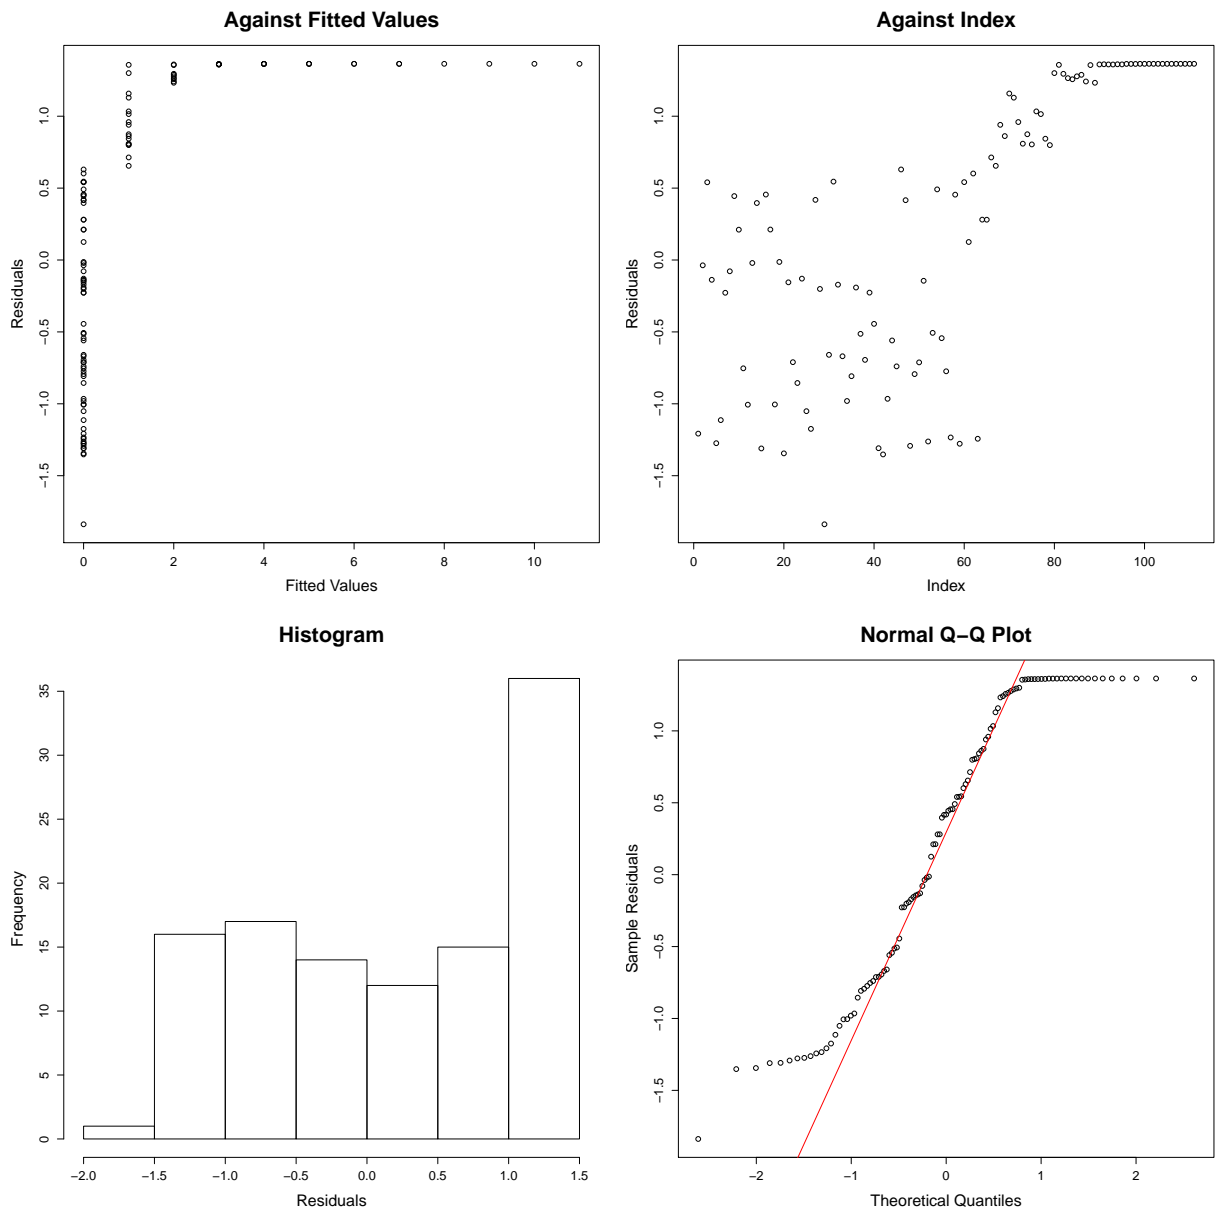 Against Fitted Values
Residuals
−1.5 −1.0 −0.5 0.0 0.5 1.0
0 2 4 6 8 10
Fitted Values
Against Index
Residuals
−1.5 −1.0 −0.5 0.0 0.5 1.0
0 20 40 60 80 100
Index
Histogram
Frequency
0 5 10 15 20 25 30 35
−2.0 −1.5 −1.0 −0.5 0.0 0.5 1.0 1.5
Residuals
Normal Q−Q Plot
Sample Residuals
−1.5 −1.0 −0.5 0.0 0.5 1.0
−2 −1 0 1 2
Theoretical Quantiles